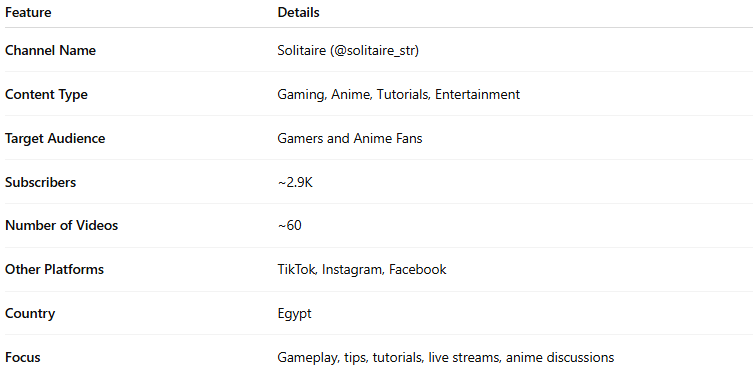 Feature Details
Channel Name Solitaire (@solitaire_str)
Content Type Gaming, Anime, Tutorials, Entertainment
Target Audience Gamers and Anime Fans
Subscribers ~2.9K
Number of Videos ~60
Other Platforms TikTok, Instagram, Facebook
Country Egypt
Focus Gameplay, tips, tutorials, live streams, anime discussions